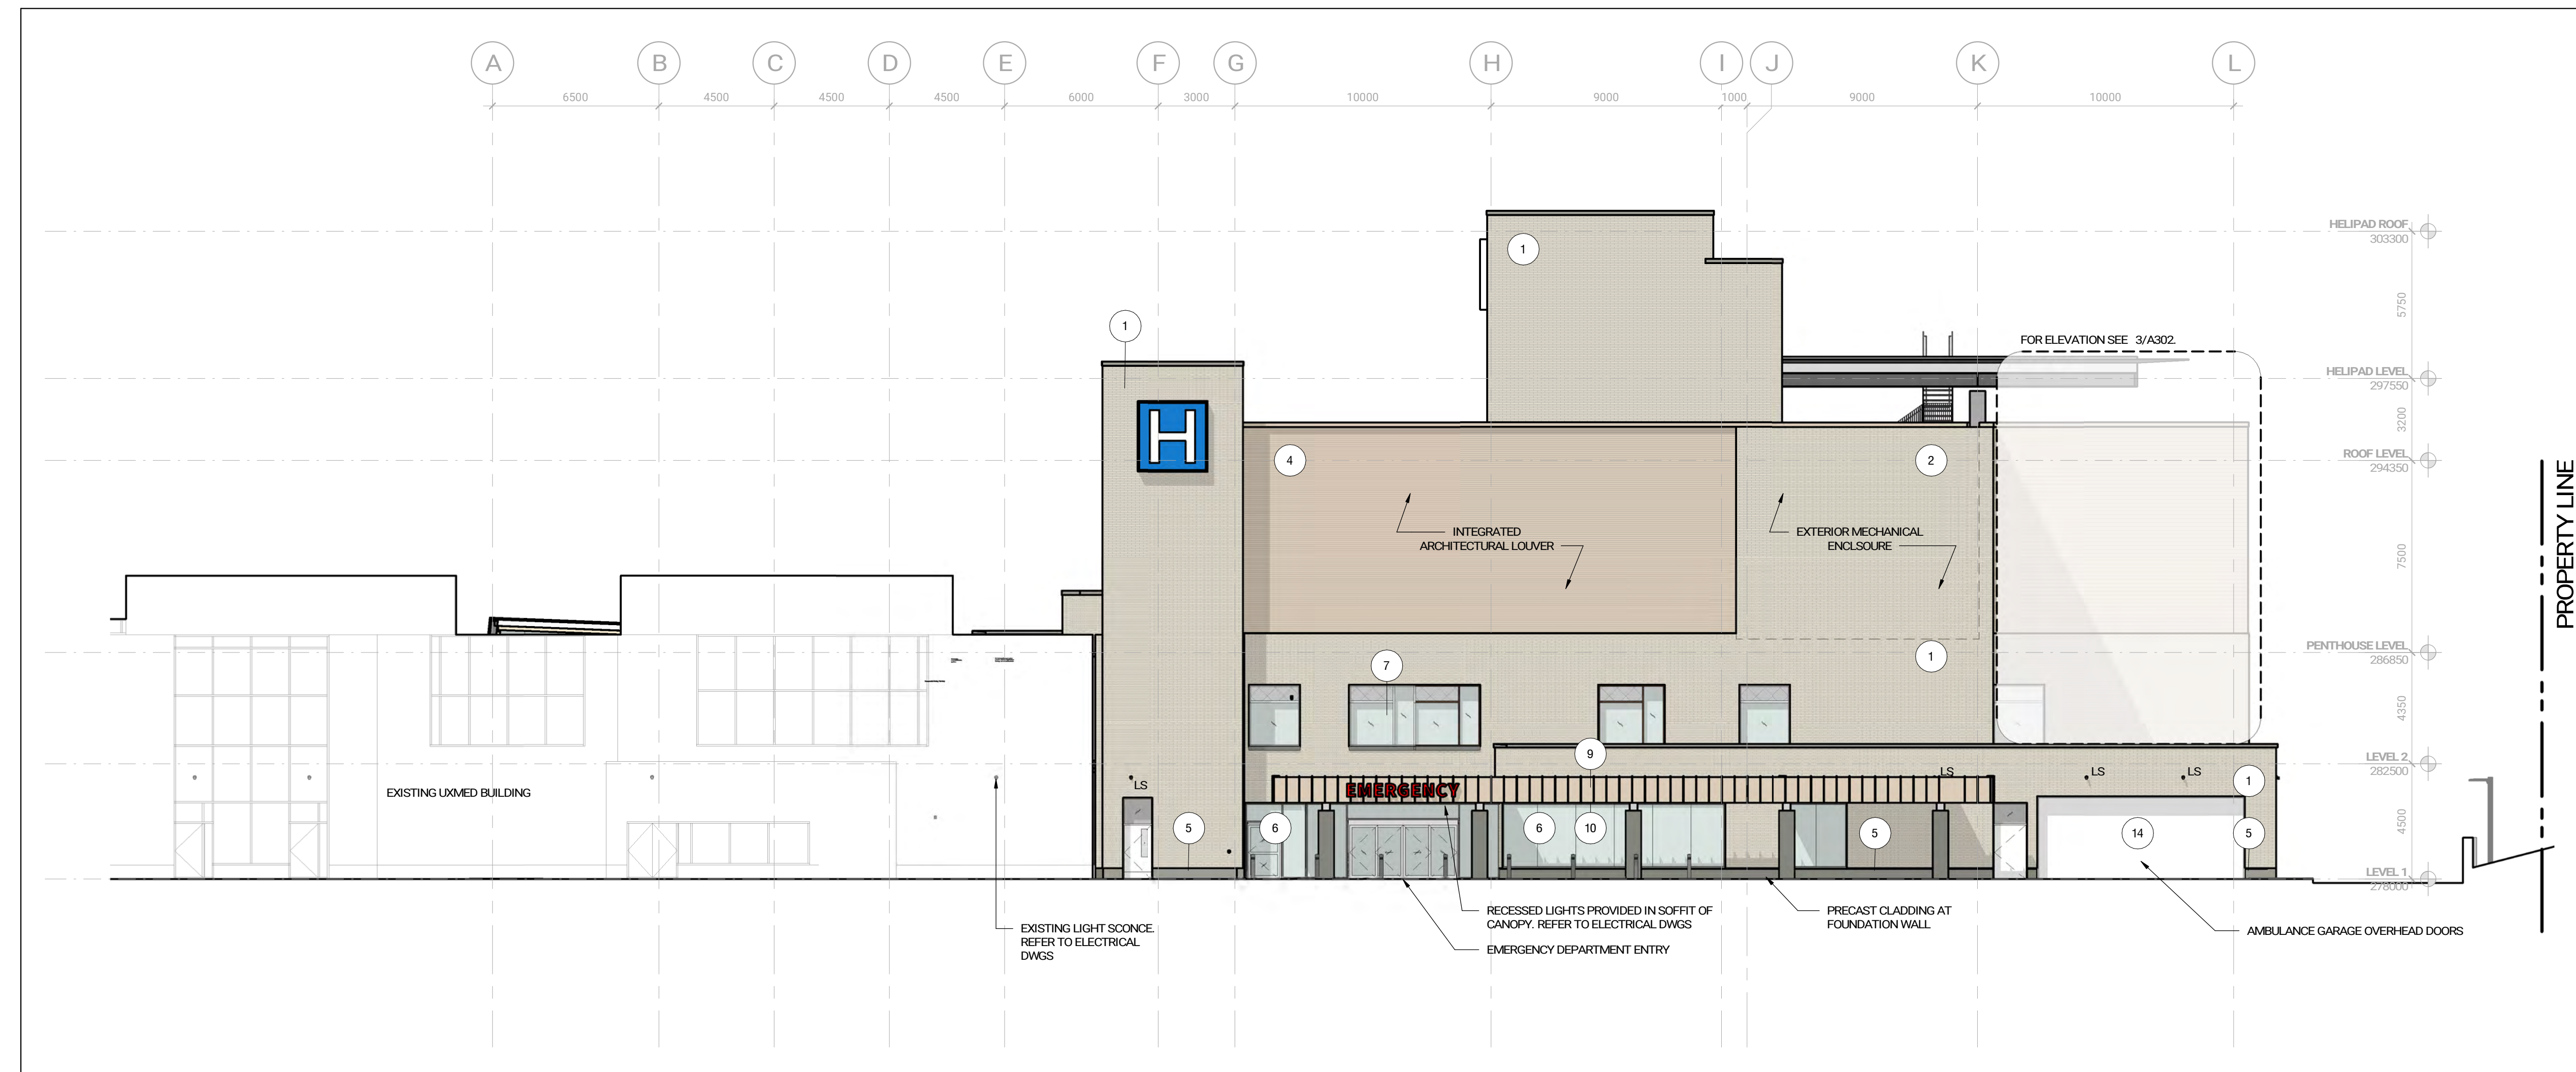 A B C D E F G H I J K L
6500 4500 4500 4500 6000 3000 10000 9000 1000 9000 10000
HELIPAD ROOF
303300
1
5750
1
FOR ELEVATION SEE 3/A302.
HELIPAD LEVEL
297550
H
3200
4
2
ROOF LEVEL
294350
PROPERTY LINE
INTEGRATED
ARCHITECTURAL LOUVER
EXTERIOR MECHANICAL
ENCLSOURE
7500
PENTHOUSE LEVEL
286850
1
7
4350
9
LEVEL 2
282500
LS
LS
LS
LS
1
EXISTING UXMED BUILDING
EMERGENCY
4500
5
6
6
10
5
14
5
LEVEL 1
278000
RECESSED LIGHTS PROVIDED IN SOFFIT OF
CANOPY. REFER TO ELECTRICAL DWGS
PRECAST CLADDING AT
FOUNDATION WALL
EXISTING LIGHT SCONCE.
REFER TO ELECTRICAL
DWGS
AMBULANCE GARAGE OVERHEAD DOORS
EMERGENCY DEPARTMENT ENTRY